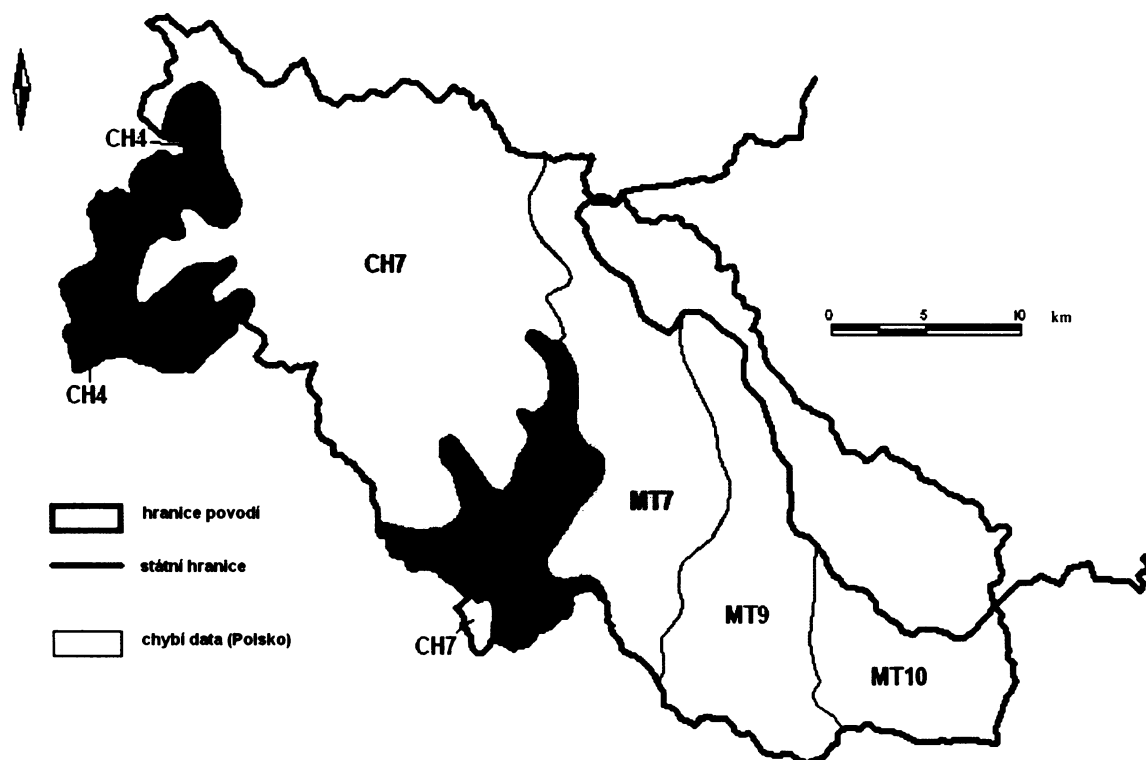 CH4
CH7
0 5 10 km
CH4
MT7
hranice povodí
státní hranice
MT9
chybí data (Polsko)
CH7
MT10